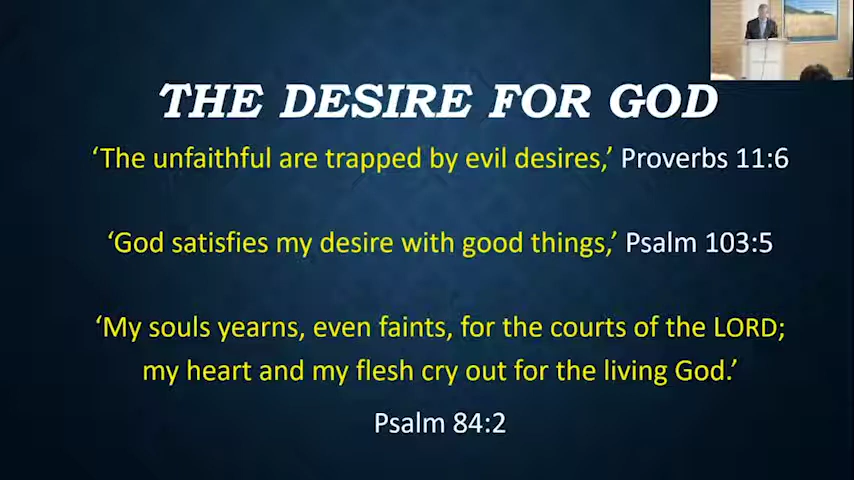 THE DESIRE FOR GOD
‘The unfaithful are trapped by evil desires,’ Proverbs 11:6
‘God satisfies my desire with good things,’ Psalm 103:5
‘My souls yearns, even faints, for the courts of the LORD;
my heart and my flesh cry out for the living God.’
Psalm 84:2